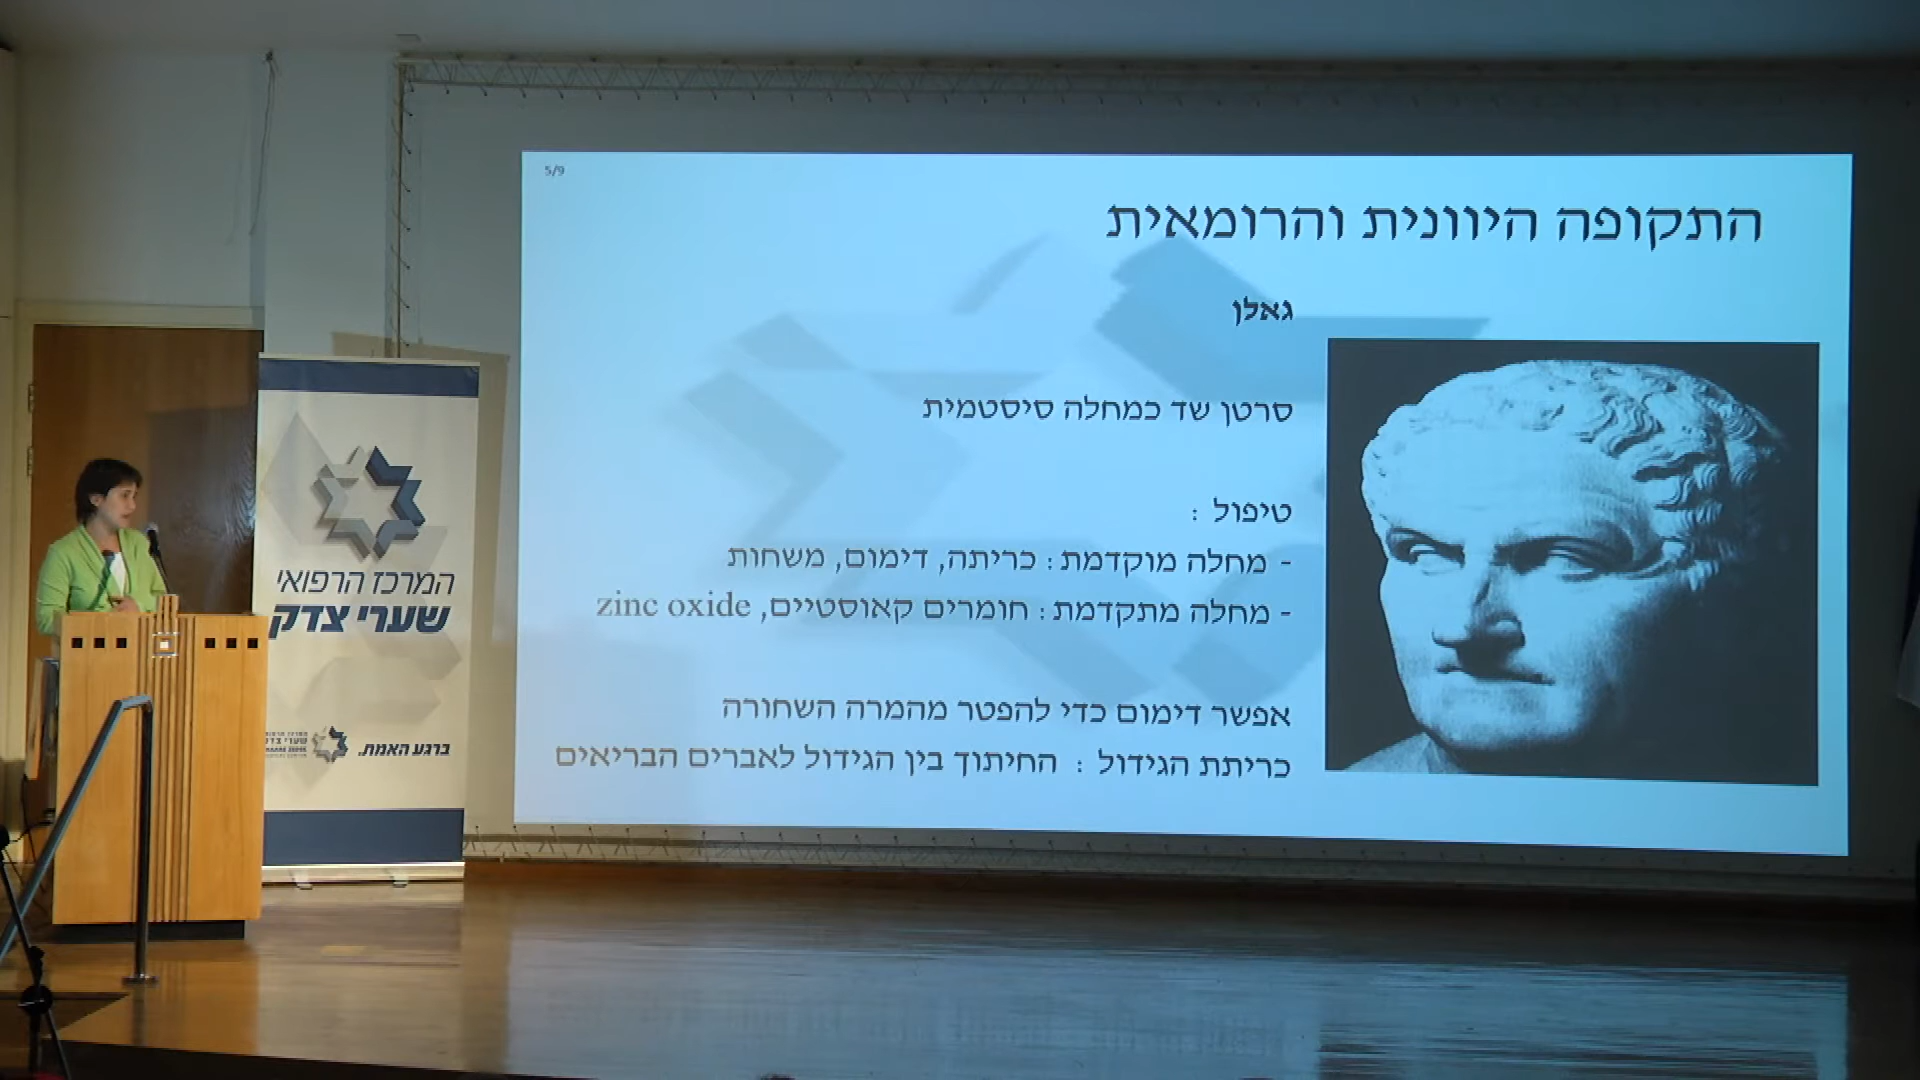 5/9
התקופה היוונית והרומאית
גאלן
סרטן שד כמחלה סיסטמית
טיפול :
- מחלה מוקדמת : כריתה, דימום, משחות
- מחלה מתקדמת : חומרים קאוסטיים, zinc oxide
אפשר דימום כדי להפטר מהמרה השחורה
כריתת הגידול : החיתוך בין הגידול לאברים הבריאים
המרכז הרפואי
שערי צדק
ברגע האמת.
שערי צדק